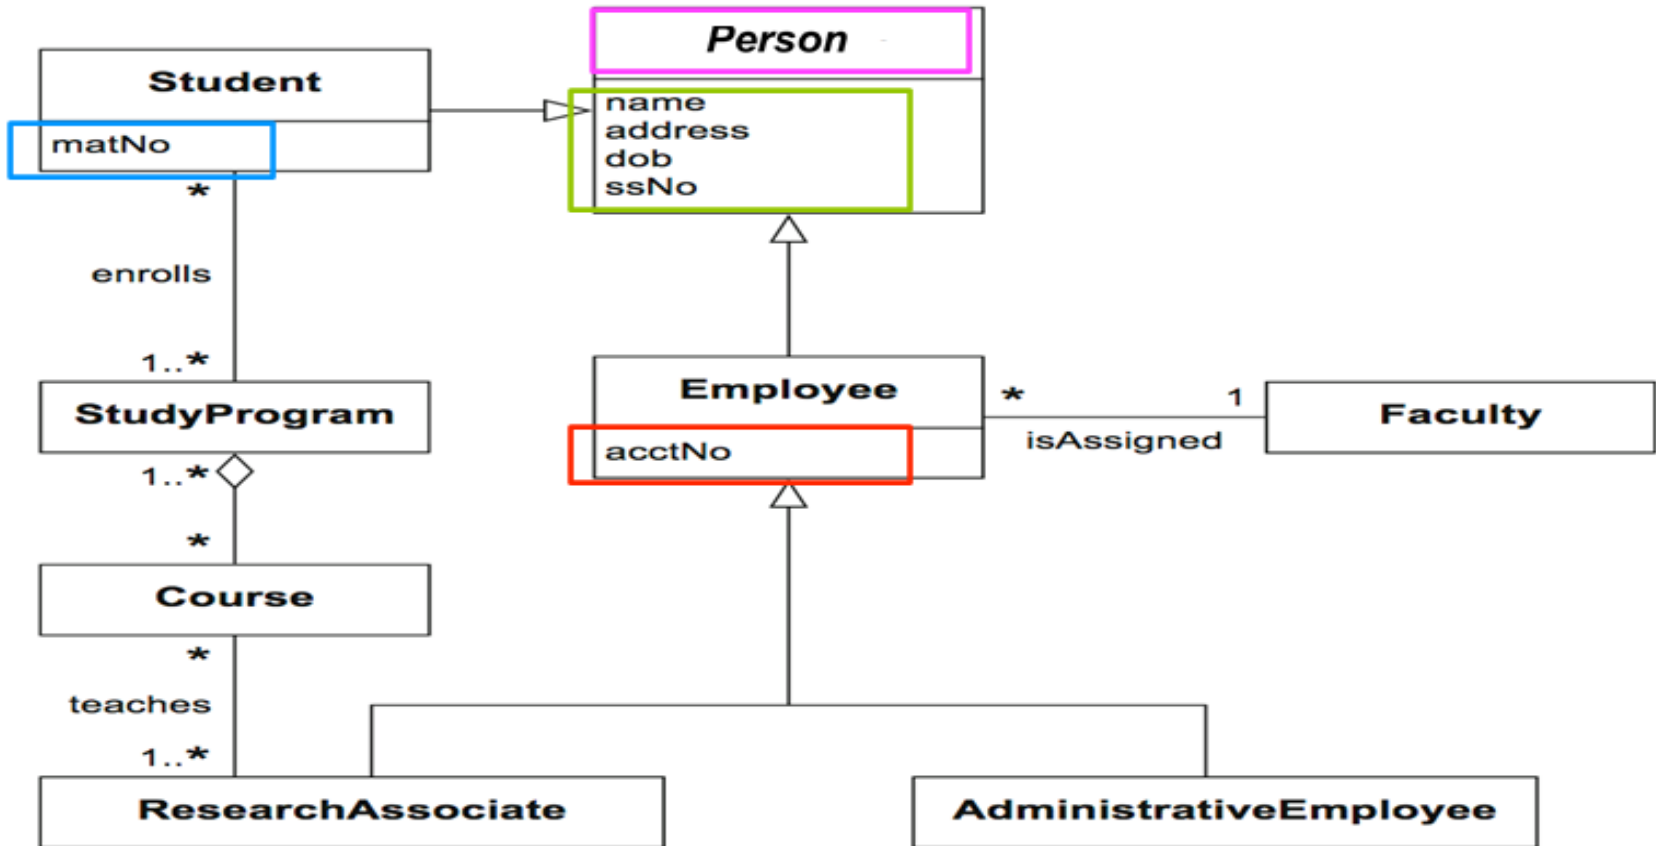 Person
Student
name
address
dob
ssNo
matNo
*
enrolls
1..*
StudyProgram
Employee
acctNo
*
1
isAssigned
Faculty
1..*
*
Course
*
teaches
1..*
ResearchAssociate
AdministrativeEmployee